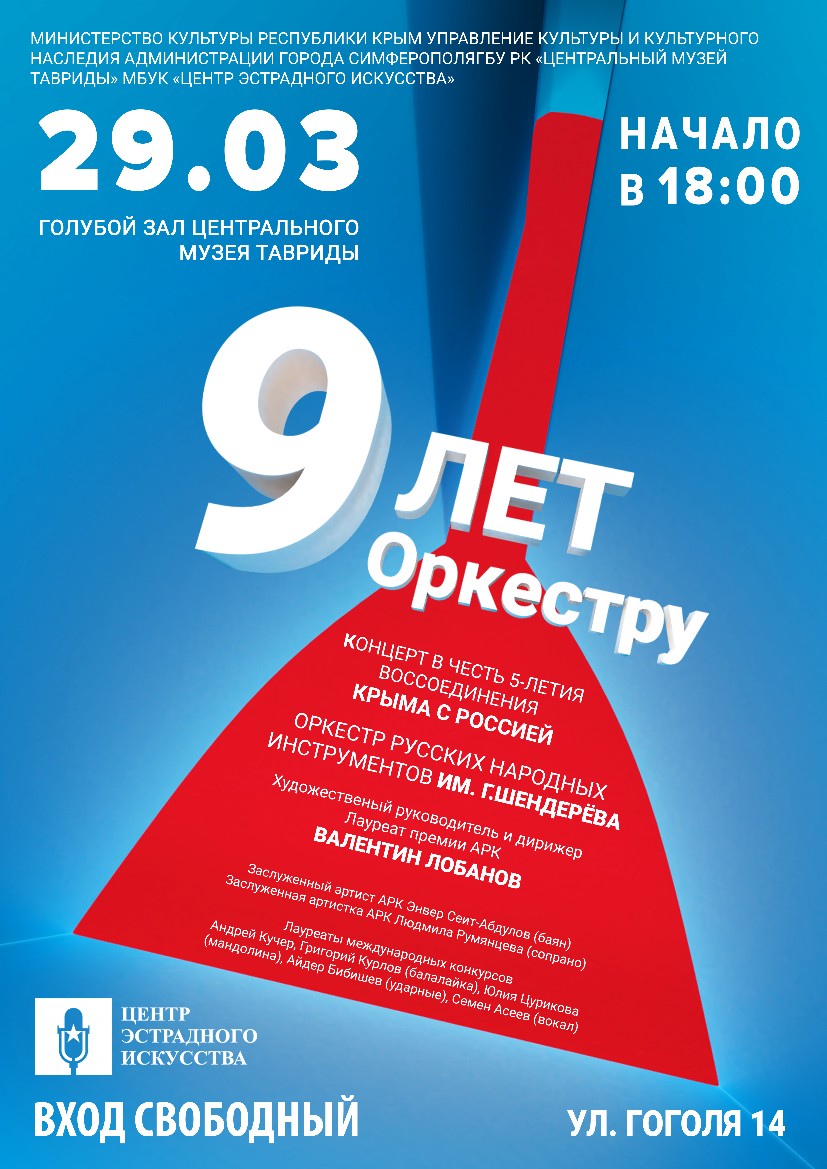 МИНИСТЕРСТВО КУЛЬТУРЫ РЕСПУБЛИКИ КРЫМ УПРАВЛЕНИЕ КУЛЬТУРЫ И КУЛЬТУРНОГО
НАСЛЕДИЯ АДМИНИСТРАЦИИ ГОРОДА СИМФЕРОПОЛЯГБУ РК «ЦЕНТРАЛЬНЫЙ МУЗЕЙ
ТАВРИДЫ» МБУК «ЦЕНТР ЭСТРАДНОГО ИСКУССТВА»
29.03
НАЧАЛО
В 18:00
ГОЛУБОЙ ЗАЛ ЦЕНТРАЛЬНОГО
МУЗЕЯ ТАВРИДЫ
9 ЛЕТ
Оркестру
КОНЦЕРТ В ЧЕСТЬ 5-ЛЕТИЯ
ВОССОЕДИНЕНИЯ
КРЫМА С РОССИЕЙ
ОРКЕСТР РУССКИХ НАРОДНЫХ
ИНСТРУМЕНТОВ ИМ. Г.ШЕНДЕРЁВА
Художественый руководитель и дирижер
Лауреат премии АРК
ВАЛЕНТИН ЛОБАНОВ
Заслуженный артист АРК Энвер Сеит-Абдулов (баян)
Заслуженная артистка АРК Людмила Румянцева (сопрано)
Лауреаты международных конкурсов
Андрей Кучер, Григорий Курлов (балалайка), Юлия Цурикова
(мандолина), Айдер Бибишев (ударные), Семен Асеев (вокал)
ЦЕНТР
ЭСТРАДНОГО
ИСКУССТВА
ВХОД СВОБОДНЫЙ
УЛ. ГОГОЛЯ 14